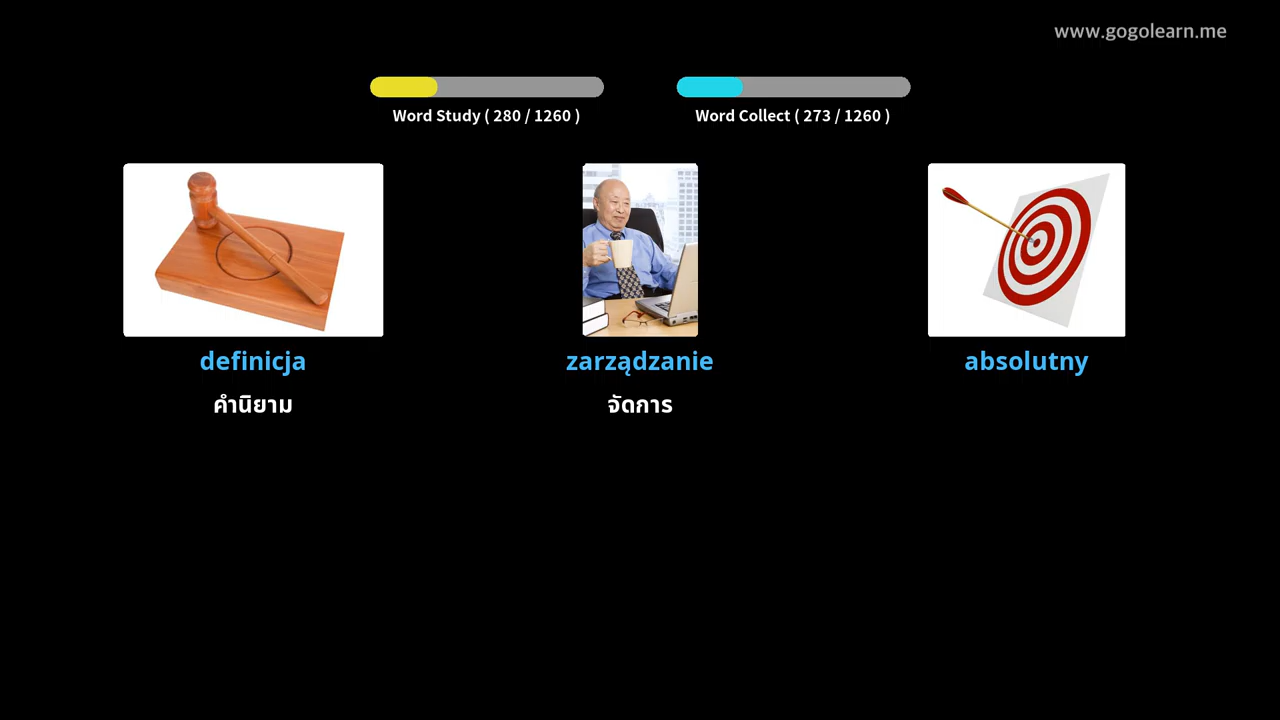 www.gogolearn.me
Word Study ( 280 / 1260 )
Word Collect ( 273 / 1260 )
definicja
zarządzanie
absolutny
คำนิยาม
จัดการ